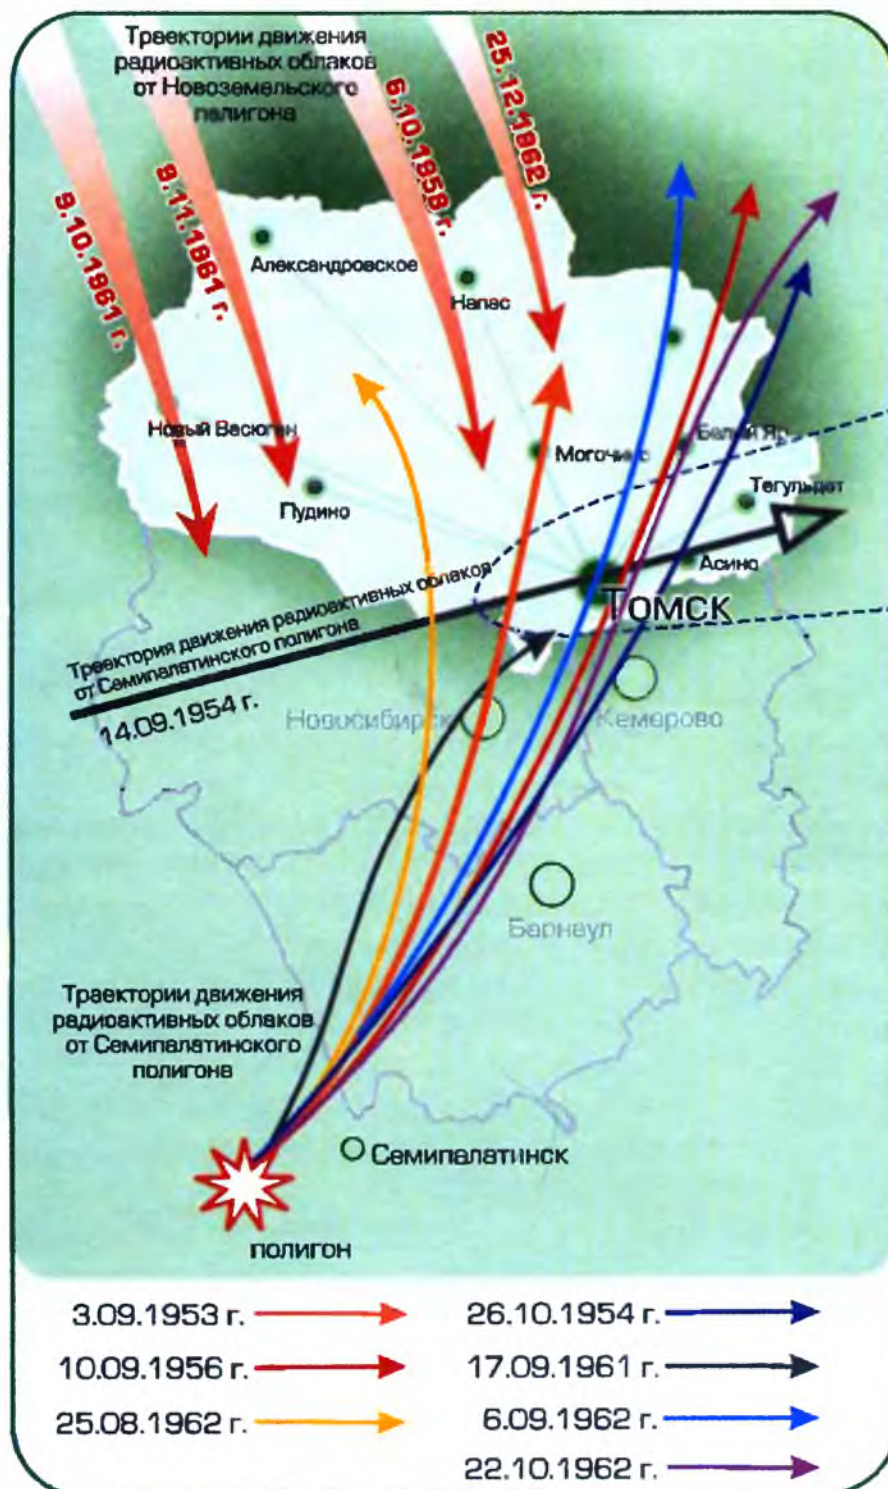 Траектории движения
радиоактивных облаков
от Новоземельского
полигона
9.10.1961 г.
9.11.1961 г.
6.10.1958 г.
25.12.1962 г.
Александровское
Напас
Новый Васюган
Пудино
Могочино
Белый Яр
Тегульдет
Асино
Томск
Траектория движения радиоактивных облаков
от Семипалатинского полигона
14.09.1954 г.
Новосибирск
Кемерово
Барнаул
Траектории движения
радиоактивных облаков
от Семипалатинского
полигона
Семипалатинск
полигон
3.09.1953 г.
10.09.1956 г.
25.08.1962 г.
26.10.1954 г.
17.09.1961 г.
6.09.1962 г.
22.10.1962 г.